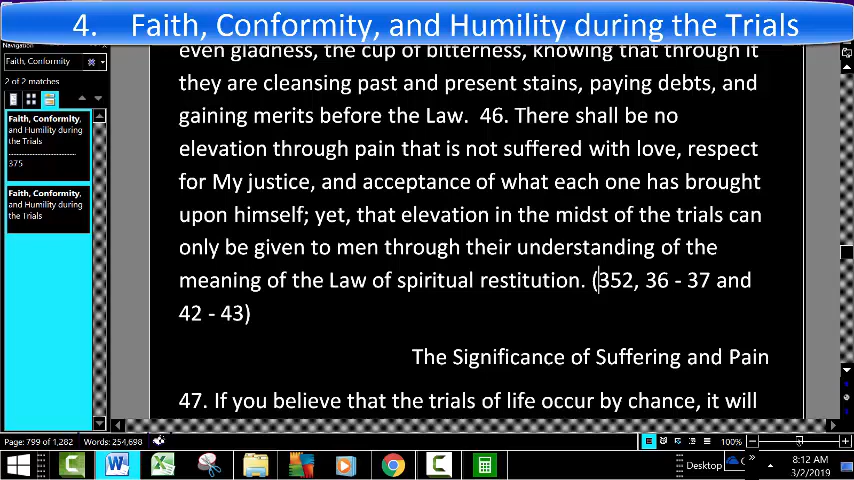 4. Faith, Conformity, and Humility during the Trials
Navigation
Faith, Conformity
2 of 2 matches
Faith, Conformity,
and Humility during
the Trials
375
Faith, Conformity,
and Humility during
the Trials
even gladness, the cup of bitterness, knowing that through it
they are cleansing past and present stains, paying debts, and
gaining merits before the Law. 46. There shall be no
elevation through pain that is not suffered with love, respect
for My justice, and acceptance of what each one has brought
upon himself; yet, that elevation in the midst of the trials can
only be given to men through their understanding of the
meaning of the Law of spiritual restitution. (352, 36 - 37 and
42 - 43)
The Significance of Suffering and Pain
47. If you believe that the trials of life occur by chance, it will
Page: 799 of 1,282 Words: 254,698
100%
Desktop
8:12 AM
3/2/2019